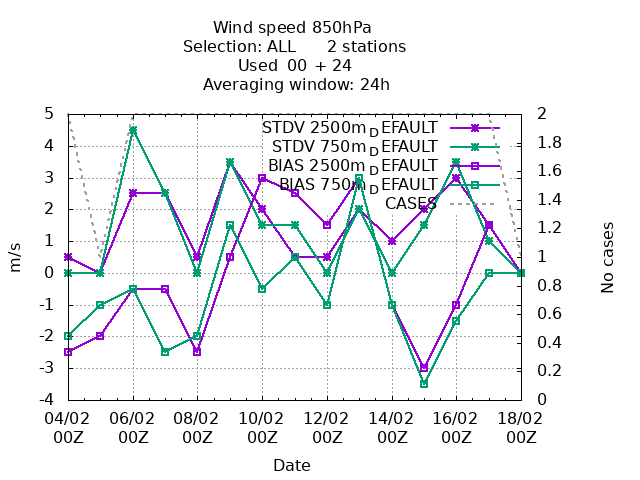 Wind speed 850hPa
Selection: ALL 2 stations
Used 00 + 24
Averaging window: 24h
STDV 2500m_DEFAULT
STDV 750m_DEFAULT
BIAS 2500m_DEFAULT
BIAS 750m_DEFAULT
CASES
m/s
5
4
3
2
1
0
-1
-2
-3
-4
No cases
2
1.8
1.6
1.4
1.2
1
0.8
0.6
0.4
0.2
0
04/02 06/02 08/02 10/02 12/02 14/02 16/02 18/02
00Z 00Z 00Z 00Z 00Z 00Z 00Z 00Z
Date